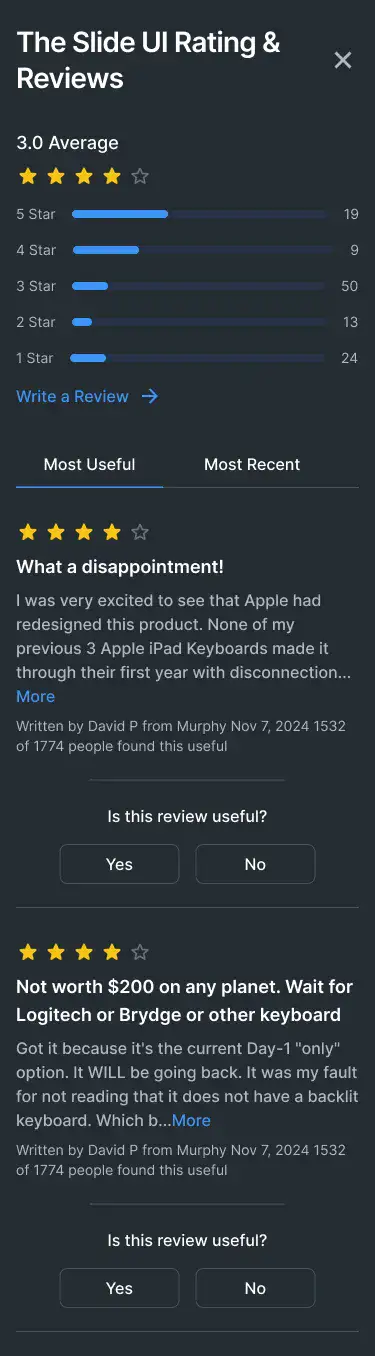 The Slide UI Rating &
Reviews
3.0 Average
5 Star 19
4 Star 9
3 Star 50
2 Star 13
1 Star 24
Write a Review
Most Useful Most Recent
What a disappointment!
I was very excited to see that Apple had
redesigned this product. None of my
previous 3 Apple iPad Keyboards made it
through their first year with disconnection...
More
Written by David P from Murphy Nov 7, 2024 1532
of 1774 people found this useful
Is this review useful?
Yes No
Not worth $200 on any planet. Wait for
Logitech or Brydge or other keyboard
Got it because it's the current Day-1 "only"
option. It WILL be going back. It was my fault
for not reading that it does not have a backlit
keyboard. Which b...More
Written by David P from Murphy Nov 7, 2024 1532
of 1774 people found this useful
Is this review useful?
Yes No